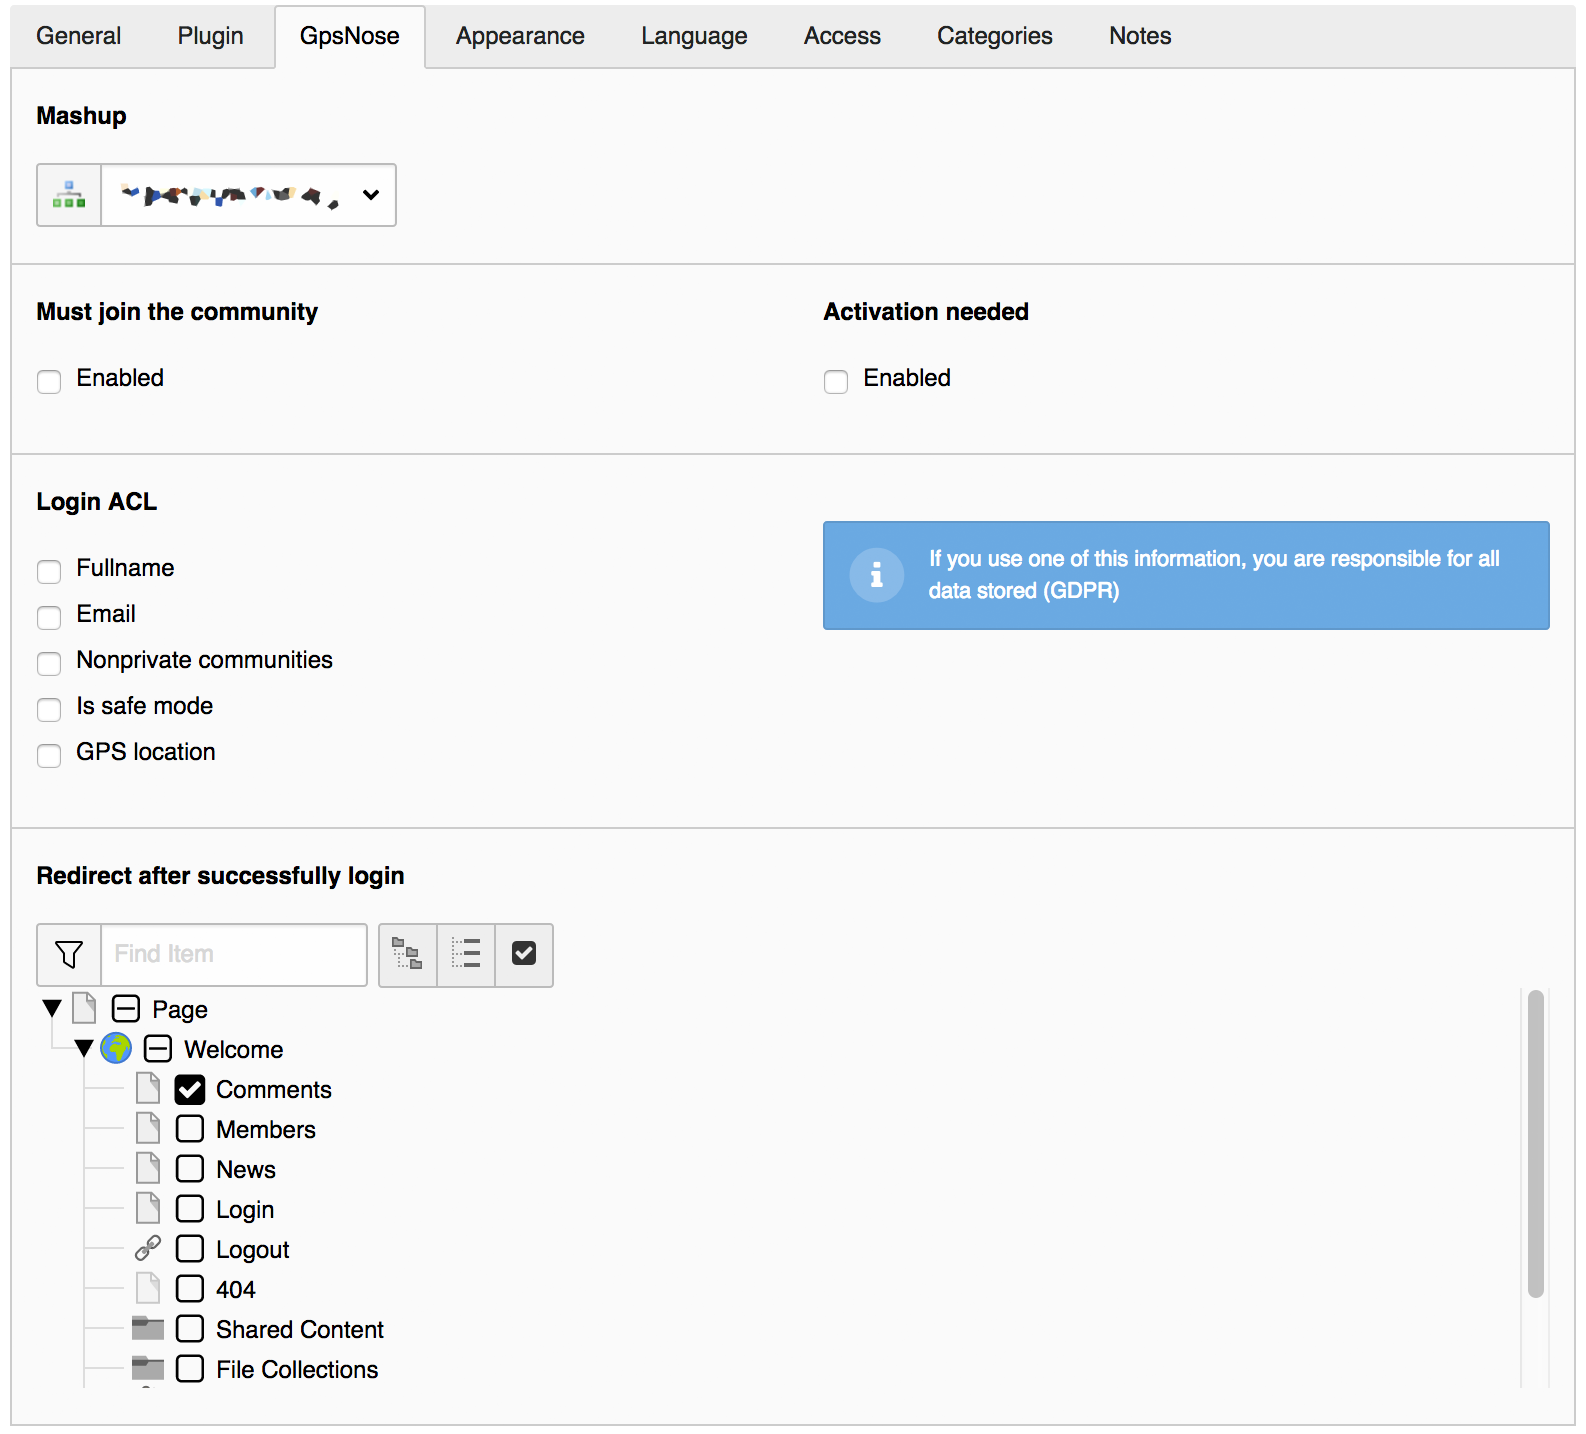 General Plugin GpsNose Appearance Language Access Categories Notes
Mashup
Must join the community
Activation needed
Enabled
Enabled
Login ACL
Fullname
Email
Nonprivate communities
Is safe mode
GPS location
If you use one of this information, you are responsible for all
data stored (GDPR)
Redirect after successfully login
Find Item
Page
Welcome
Comments
Members
News
Login
Logout
404
Shared Content
File Collections